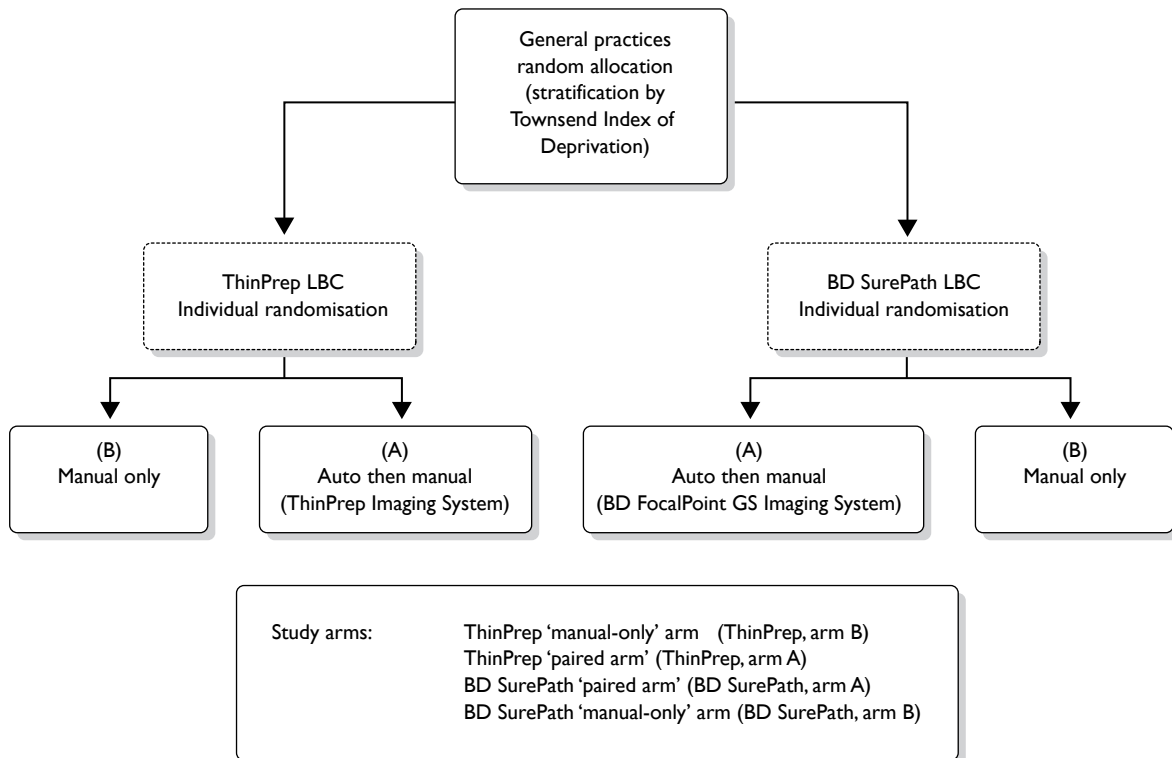 General practices
random allocation
(stratification by
Townsend Index of
Deprivation)
ThinPrep LBC
Individual randomisation
BD SurePath LBC
Individual randomisation
(B)
Manual only
(A)
Auto then manual
(ThinPrep Imaging System)
(A)
Auto then manual
(BD FocalPoint GS Imaging System)
(B)
Manual only
Study arms: ThinPrep ‘manual-only’ arm (ThinPrep, arm B)
ThinPrep ‘paired arm’ (ThinPrep, arm A)
BD SurePath ‘paired arm’ (BD SurePath, arm A)
BD SurePath ‘manual-only’ arm (BD SurePath, arm B)